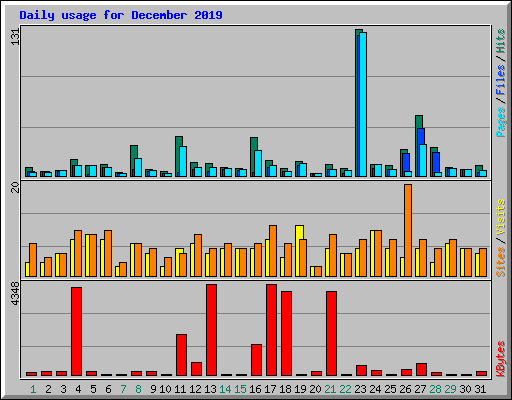 Daily usage for December 2019
131
Pages / Files / Hits
20
Sites / Visits
4348
KBytes
1 2 3 4 5 6 7 8 9 10 11 12 13 14 15 16 17 18 19 20 21 22 23 24 25 26 27 28 29 30 31